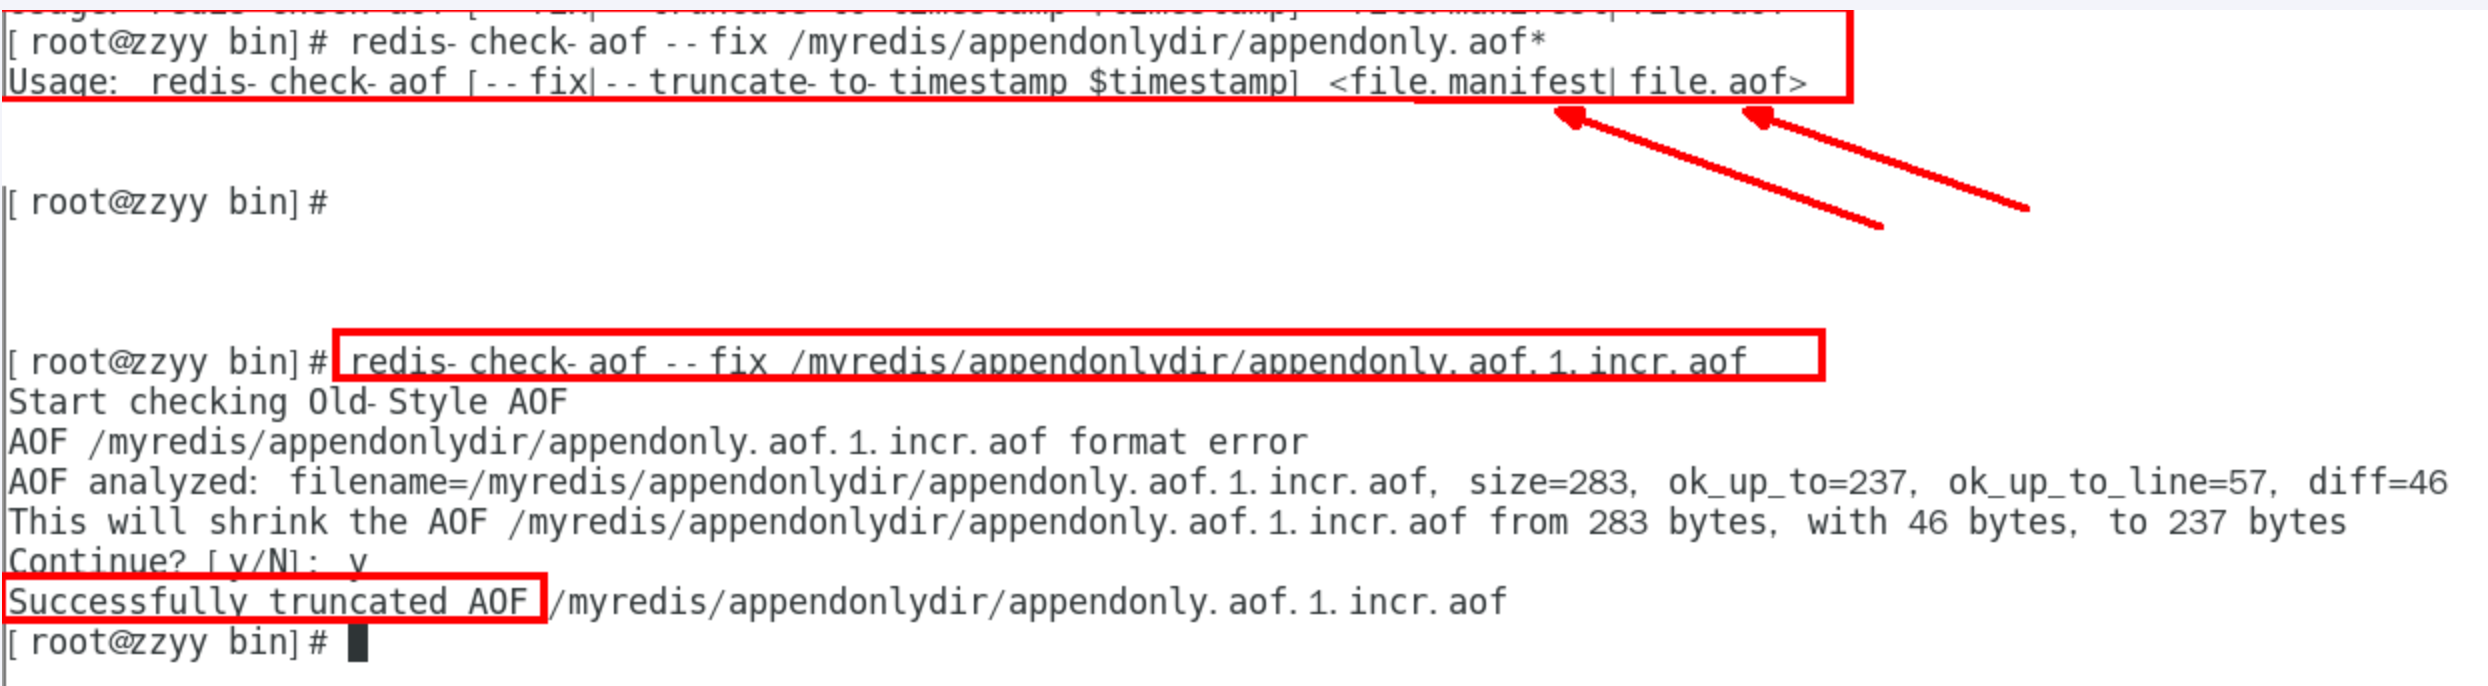 [root@zzyy bin]# redis-check-aof --fix /myredis/appendonlydir/appendonly.aof*
Usage: redis-check-aof [--fix|--truncate-to-timestamp $timestamp] <file.manifest|file.aof>
[root@zzyy bin]#
[root@zzyy bin]# redis-check-aof --fix /myredis/appendonlydir/appendonly.aof.1.incr.aof
Start checking Old-Style AOF
AOF /myredis/appendonlydir/appendonly.aof.1.incr.aof format error
AOF analyzed: filename=/myredis/appendonlydir/appendonly.aof.1.incr.aof, size=283, ok_up_to=237, ok_up_to_line=57, diff=46
This will shrink the AOF /myredis/appendonlydir/appendonly.aof.1.incr.aof from 283 bytes, with 46 bytes, to 237 bytes
Continue? [y/N]: y
Successfully truncated AOF /myredis/appendonlydir/appendonly.aof.1.incr.aof
[root@zzyy bin]#